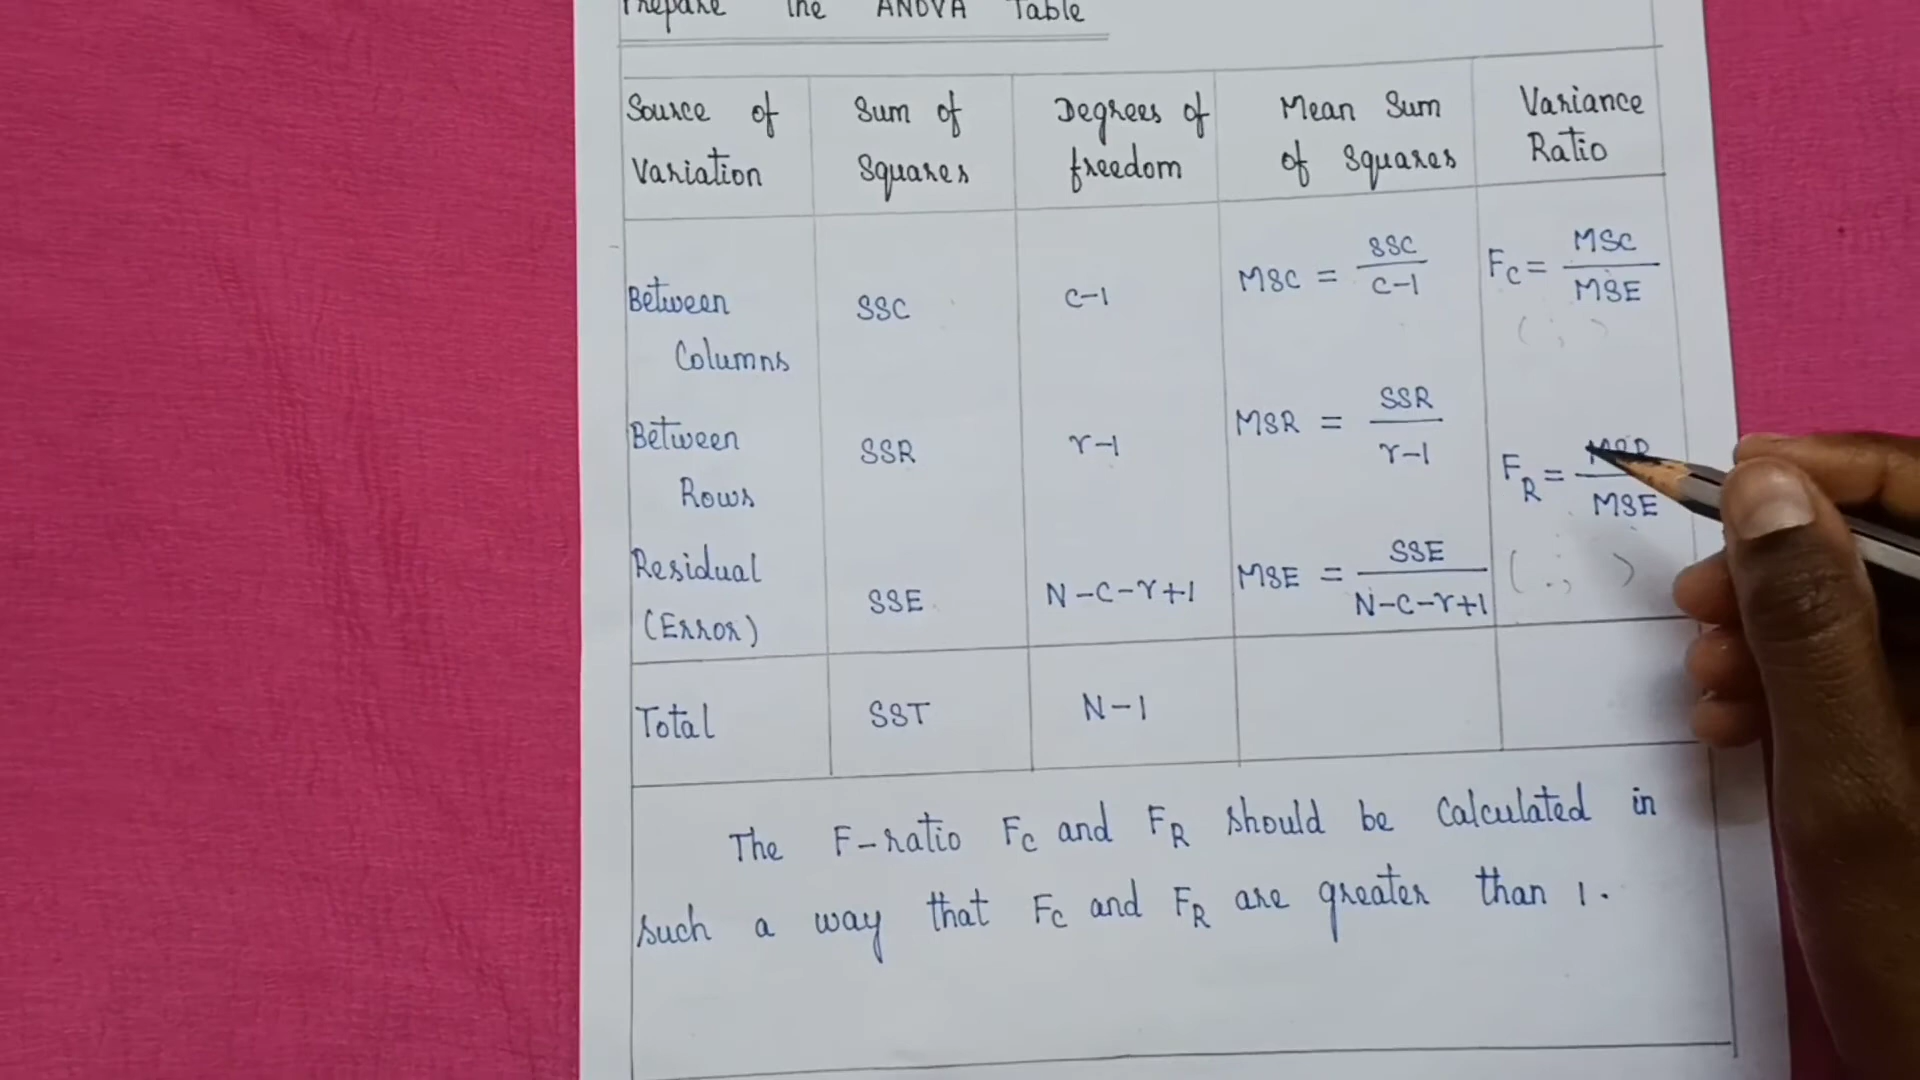 Prepare the ANOVA Table
Source of Variation | Sum of Squares | Degrees of freedom | Mean Sum of Squares | Variance Ratio
Between Columns | SSC | c-1 | MSC = SSC / c-1 | Fc = MSC / MSE
Between Rows | SSR | r-1 | MSR = SSR / r-1 | FR = MSR / MSE
Residual (Error) | SSE | N-c-r+1 | MSE = SSE / N-c-r+1
Total | SST | N-1
The F-ratio Fc and FR should be Calculated in
such a way that Fc and FR are greater than 1.